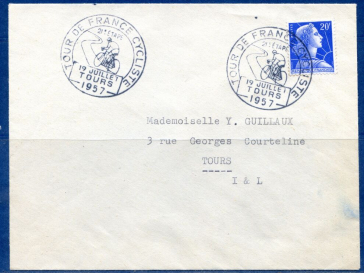 TOUR DE FRANCE CYCLISTE
21e ETAPE
19 JUILLET
TOURS
1957
TOUR DE FRANCE CYCLISTE
21e ETAPE
19 JUILLET
TOURS
1957
20F
Mademoiselle Y. GUILLAUX
3 rue Georges Courteline
TOURS
I & L